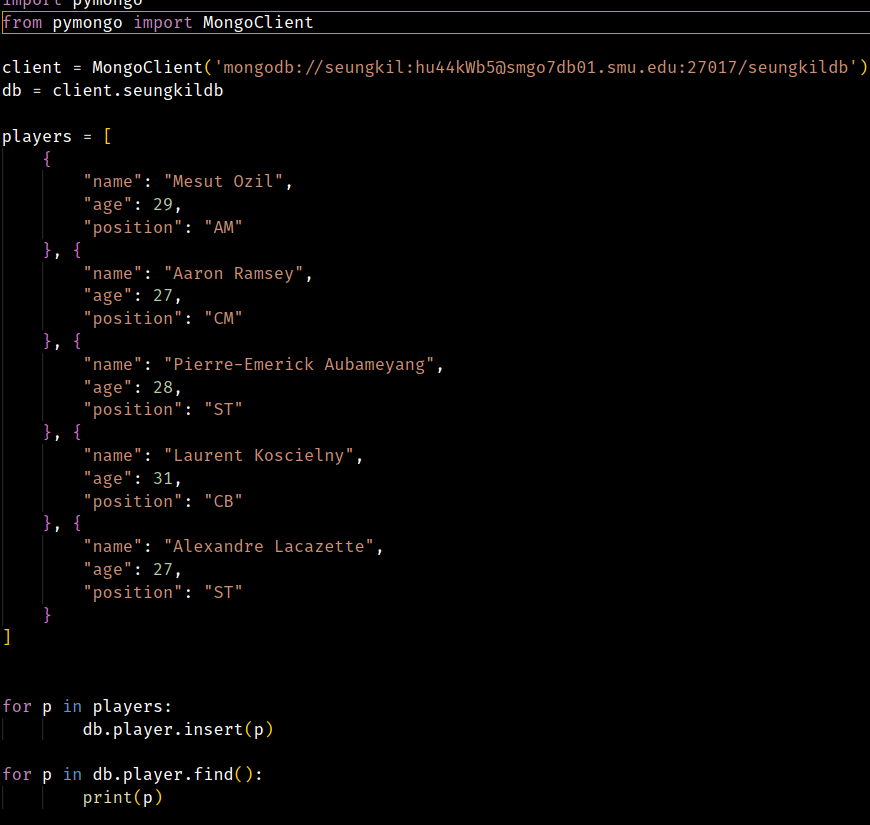 import pymongo
from pymongo import MongoClient
client = MongoClient('mongodb://seungkil:hu44kWb5@smgo7db01.smu.edu:27017/seungkildb')
db = client.seungkildb
players = [
{
"name": "Mesut Ozil",
"age": 29,
"position": "AM"
}, {
"name": "Aaron Ramsey",
"age": 27,
"position": "CM"
}, {
"name": "Pierre-Emerick Aubameyang",
"age": 28,
"position": "ST"
}, {
"name": "Laurent Koscielny",
"age": 31,
"position": "CB"
}, {
"name": "Alexandre Lacazette",
"age": 27,
"position": "ST"
}
]
for p in players:
db.player.insert(p)
for p in db.player.find():
print(p)